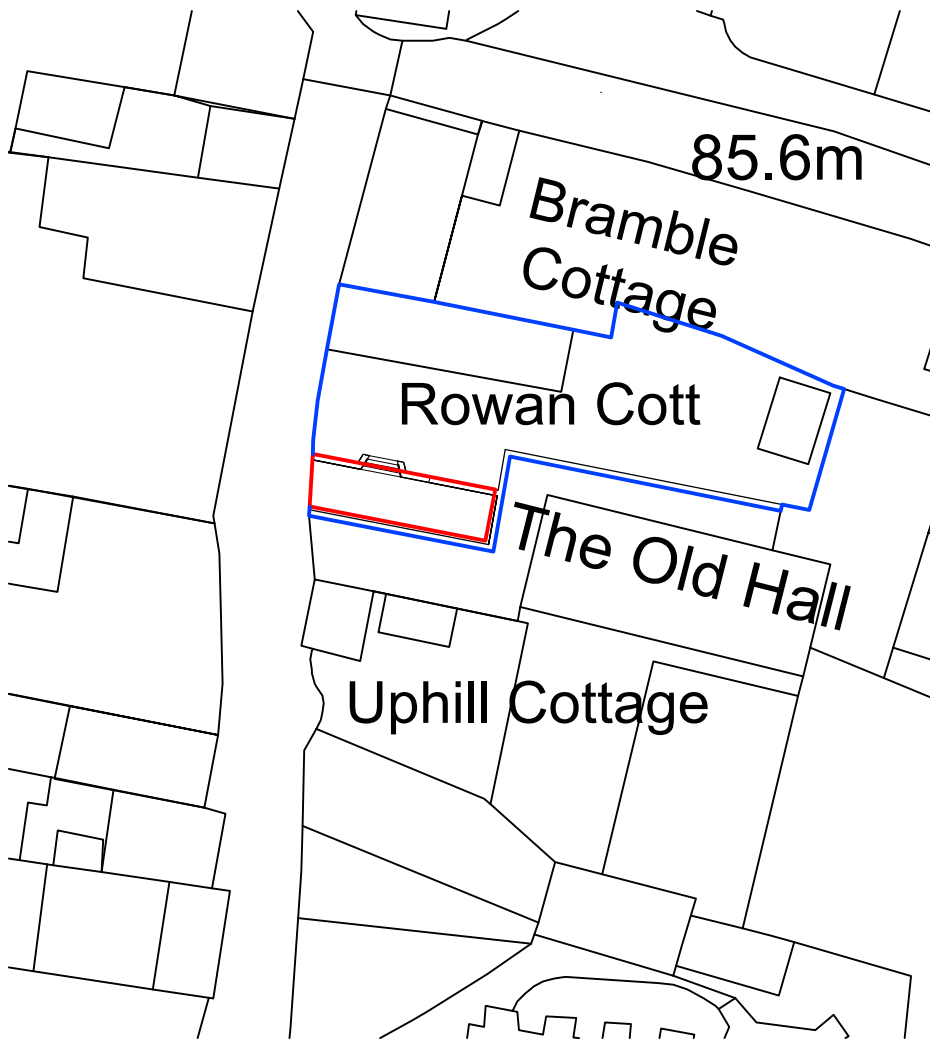 85.6m
Bramble
Cottage
Rowan Cott
The Old Hall
Uphill Cottage